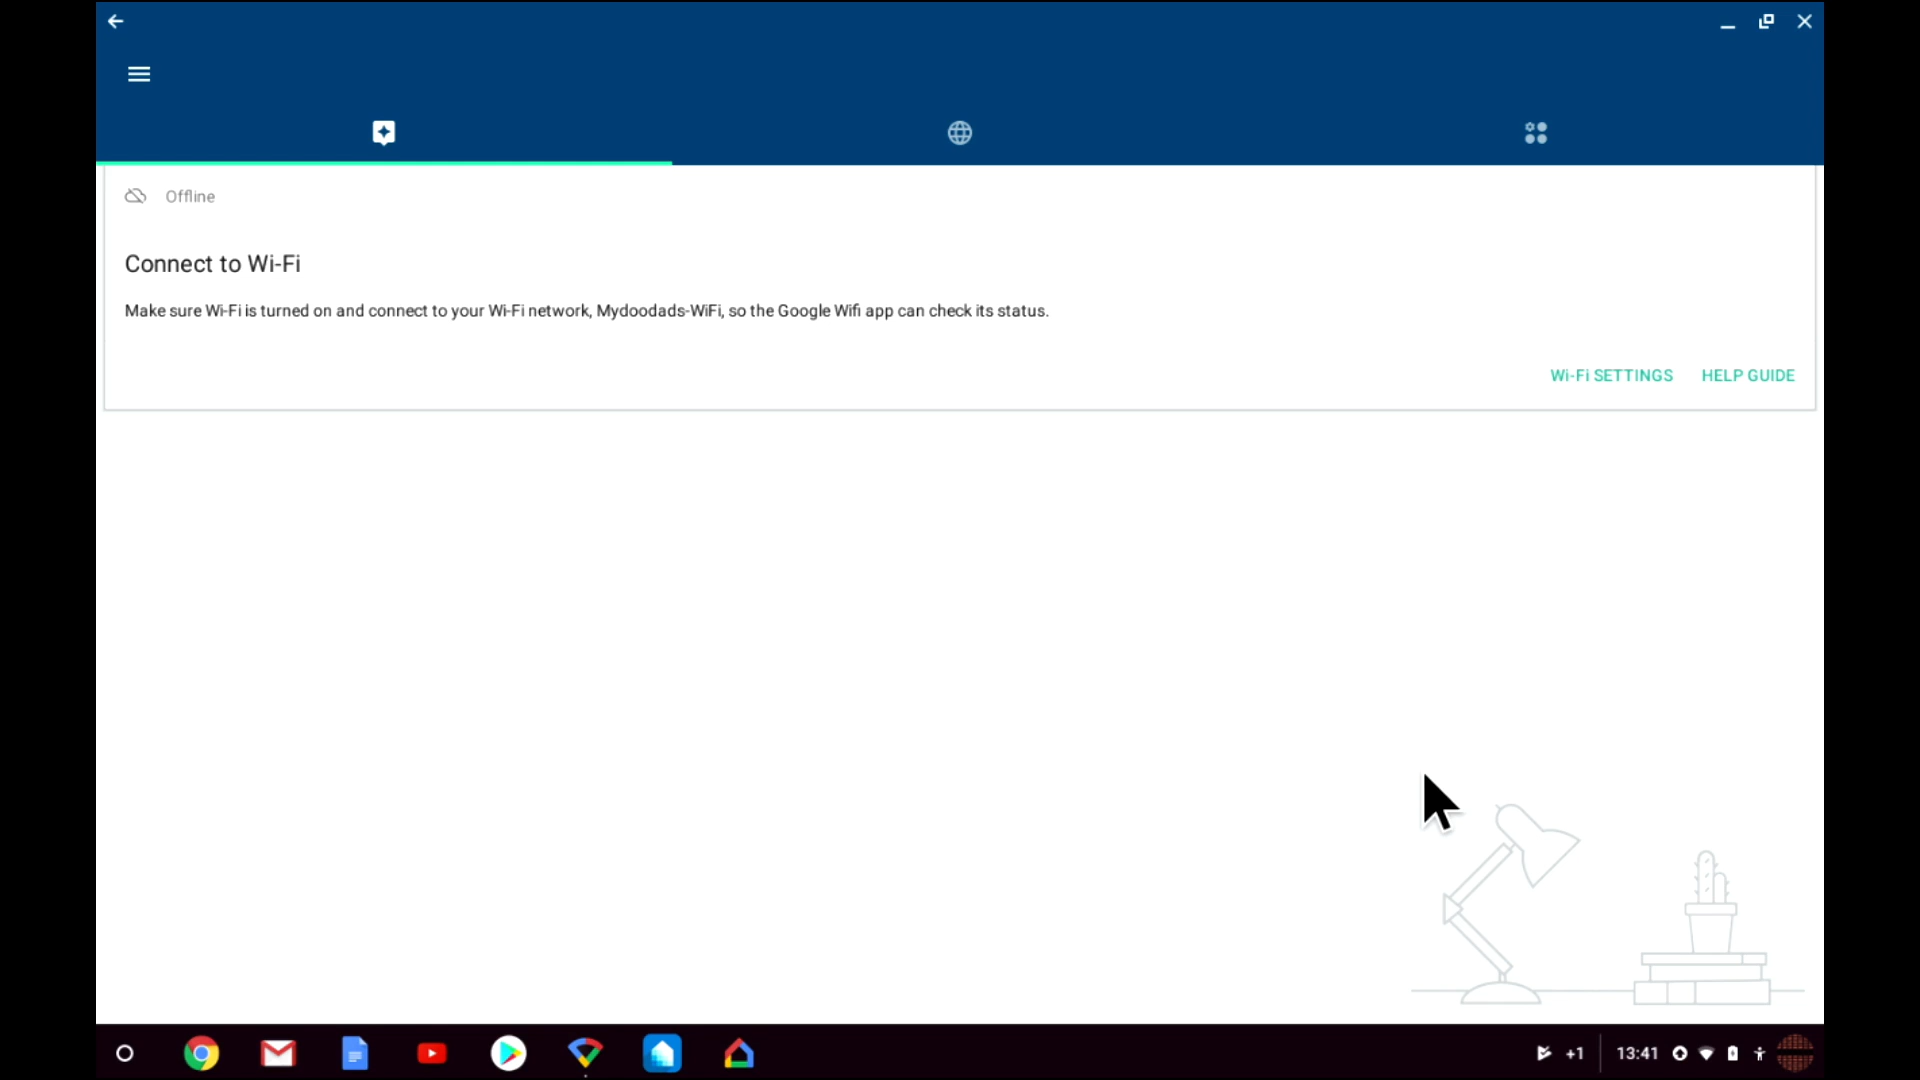 Offline
Connect to Wi-Fi
Make sure Wi-Fi is turned on and connect to your Wi-Fi network, Mydoodads-WiFi, so the Google Wifi app can check its status.
Wi-Fi SETTINGS HELP GUIDE
+1 13:41